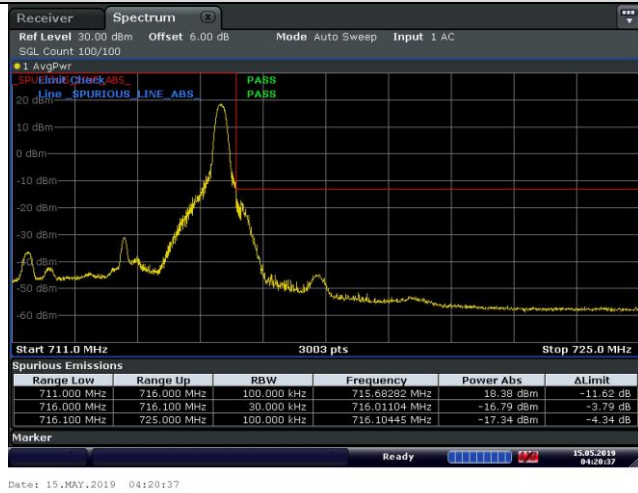 Receiver Spectrum
Ref Level 30.00 dBm Offset 6.00 dB Mode Auto Sweep Input 1 AC
SGL Count 100/100
1 AvgPwr
Limit Check PASS
Line _SPURIOUS_LINE_ABS_ PASS
20 dBm
10 dBm
0 dBm
-10 dBm
-20 dBm
-30 dBm
-50 dBm
-60 dBm
Start 711.0 MHz 3003 pts Stop 725.0 MHz
Spurious Emissions
Range Low Range Up RBW Frequency Power Abs ΔLimit
711.000 MHz 716.000 MHz 100.000 kHz 715.68282 MHz 18.38 dBm -11.62 dB
716.000 MHz 716.100 MHz 30.000 kHz 716.01104 MHz -16.79 dBm -3.79 dB
716.100 MHz 725.000 MHz 100.000 kHz 716.10445 MHz -17.34 dBm -4.34 dB
Marker
Ready 15.05.2019
04:20:37
Date: 15.MAY.2019 04:20:37